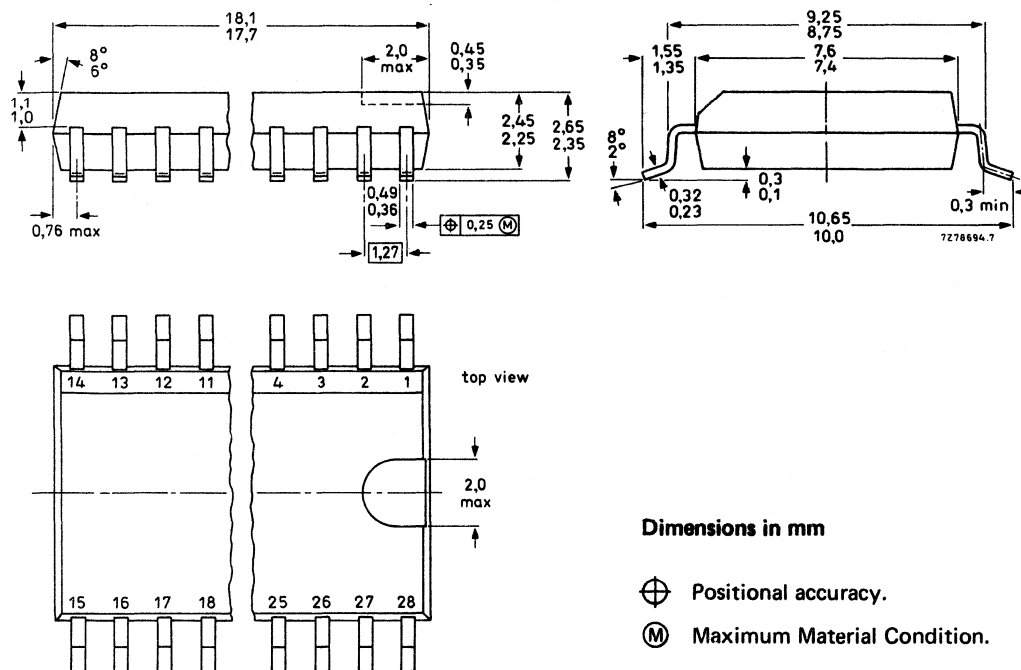 18,1
17,7
8°
6°
2,0
max
0,45
0,35
1,1
1,0
2,45
2,25
2,65
2,35
0,49
0,36
0,76 max
0,25 Ⓜ
1,27
9,25
8,75
1,55
1,35
7,6
7,4
8°
2°
0,32
0,23
0,3
0,1
0,3 min
10,65
10,0
7Z78694.7
14 13 12 11 4 3 2 1
top view
2,0
max
15 16 17 18 25 26 27 28
Dimensions in mm
Positional accuracy.
Ⓜ Maximum Material Condition.